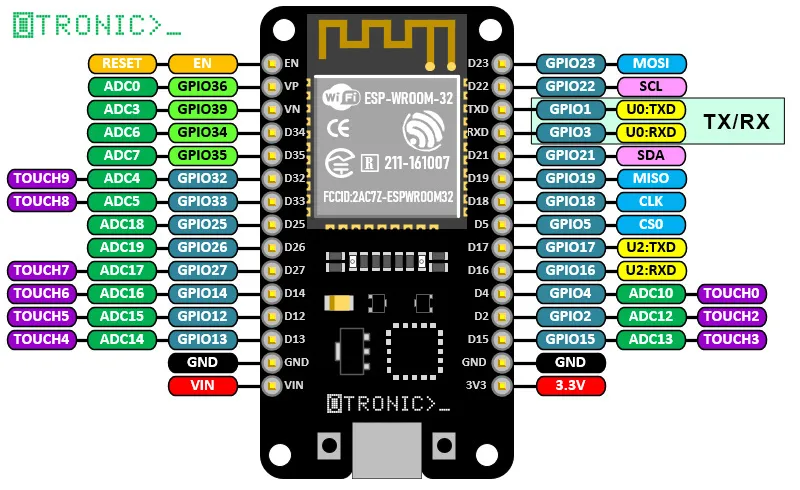 DTRONIC>_
RESET EN EN D23 GPIO23 MOSI
ADC0 GPIO36 VP D22 GPIO22 SCL
ADC3 GPIO39 VN TXD GPIO1 U0:TXD
ADC6 GPIO34 D34 RXD GPIO3 U0:RXD
TX/RX
ADC7 GPIO35 D35 D21 GPIO21 SDA
TOUCH9 ADC4 GPIO32 D32 D19 GPIO19 MISO
TOUCH8 ADC5 GPIO33 D33 D18 GPIO18 CLK
ADC18 GPIO25 D25 D5 GPIO5 CS0
ADC19 GPIO26 D26 D17 GPIO17 U2:TXD
TOUCH7 ADC17 GPIO27 D27 D16 GPIO16 U2:RXD
TOUCH6 ADC16 GPIO14 D14 D4 GPIO4 ADC10 TOUCH0
TOUCH5 ADC15 GPIO12 D12 D2 GPIO2 ADC12 TOUCH2
TOUCH4 ADC14 GPIO13 D13 D15 GPIO15 ADC13 TOUCH3
GND GND GND GND
VIN VIN 3V3 3.3V
WiFi ESP-WROOM-32
CE
R 211-161007
FCCID:2AC7Z-ESPWROOM32
DTRONIC>_